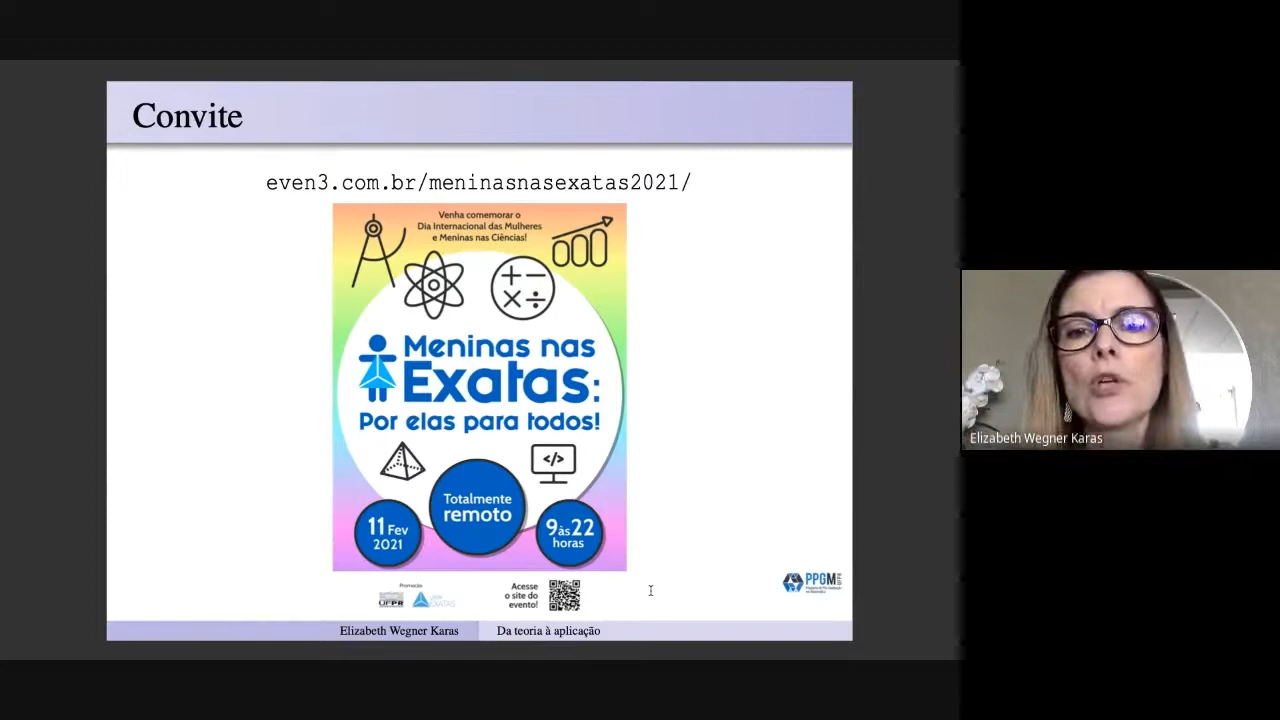 Convite
even3.com.br/meninasnasexatas2021/
Venha comemorar o
Dia Internacional das Mulheres
e Meninas nas Ciências!
Meninas nas
Exatas:
Por elas para todos!
</>
Totalmente
remoto
11 Fev
2021
9 às 22
horas
Promoção
UFPR
EXATAS
Acesse
o site do
evento!
PPGM
UFPR
Elizabeth Wegner Karas
Da teoria à aplicação
Elizabeth Wegner Karas